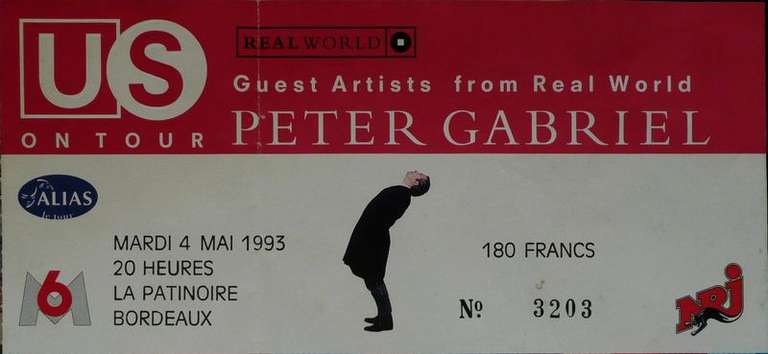 US
ON TOUR
REAL WORLD
Guest Artists from Real World
PETER GABRIEL
ALIAS
le tour
MARDI 4 MAI 1993
20 HEURES
LA PATINOIRE
BORDEAUX
M6
180 FRANCS
No 3203
NRJ